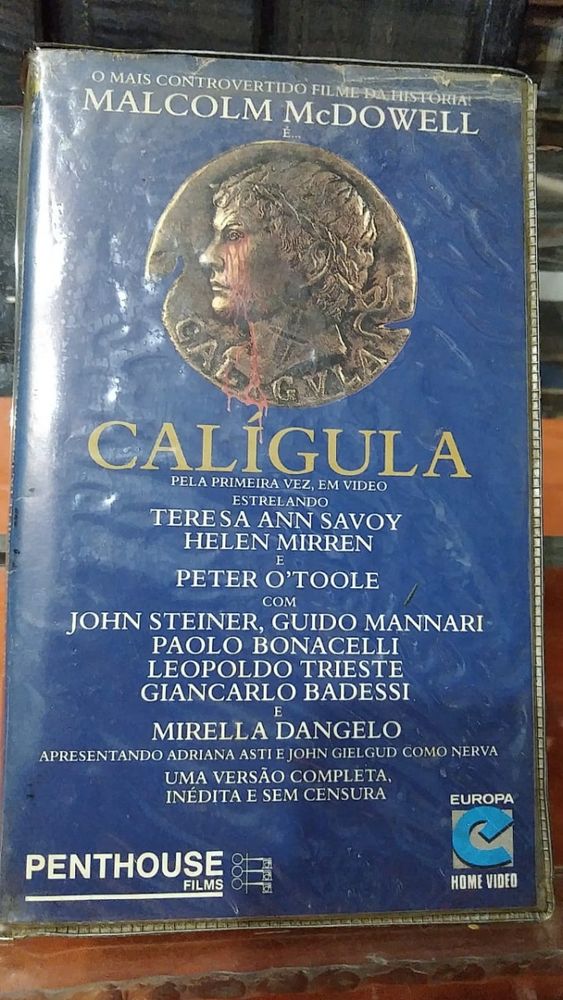 O MAIS CONTROVERTIDO FILME DA HISTÓRIA!
MALCOLM McDOWELL
É...
CALIGULA
CALÍGULA
PELA PRIMEIRA VEZ, EM VIDEO
ESTRELANDO
TERESA ANN SAVOY
HELEN MIRREN
E
PETER O'TOOLE
COM
JOHN STEINER, GUIDO MANNARI
PAOLO BONACELLI
LEOPOLDO TRIESTE
GIANCARLO BADESSI
E
MIRELLA DANGELO
APRESENTANDO ADRIANA ASTI E JOHN GIELGUD COMO NERVA
UMA VERSÃO COMPLETA,
INÉDITA E SEM CENSURA
PENTHOUSE
FILMS
EUROPA
e
HOME VIDEO